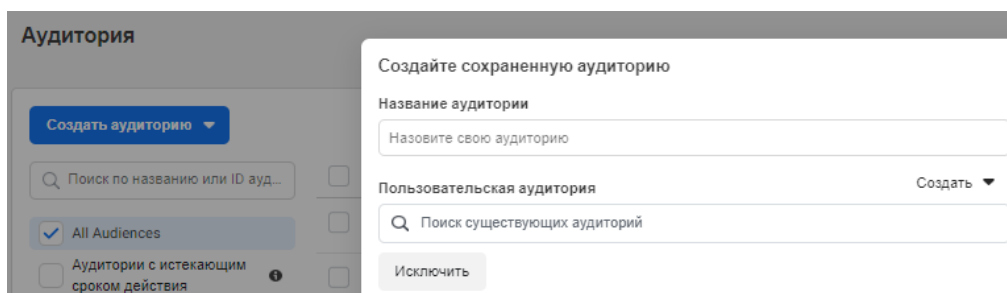 Аудитория
Создать аудиторию
Поиск по названию или ID ауд...
All Audiences
Аудитории с истекающим
сроком действия
Создайте сохраненную аудиторию
Название аудитории
Назовите свою аудиторию
Пользовательская аудитория
Создать
Поиск существующих аудиторий
Исключить